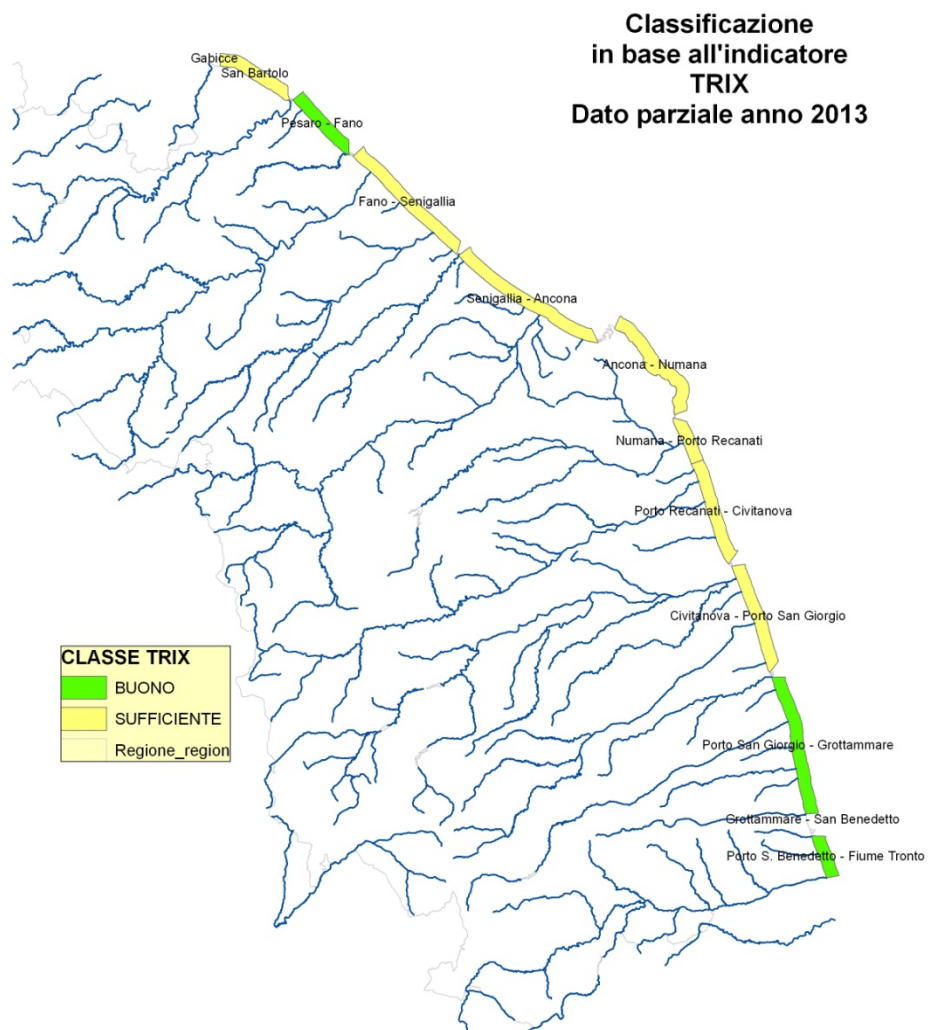 Classificazione
in base all'indicatore
TRIX
Dato parziale anno 2013
Gabicce
San Bartolo
Pesaro - Fano
Fano - Senigallia
Senigallia - Ancona
Ancona - Numana
Numana - Porto Recanati
Porto Recanati - Civitanova
Civitanova - Porto San Giorgio
CLASSE TRIX
BUONO
SUFFICIENTE
Regione_region
Porto San Giorgio - Grottammare
Grottammare - San Benedetto
Porto S. Benedetto - Fiume Tronto